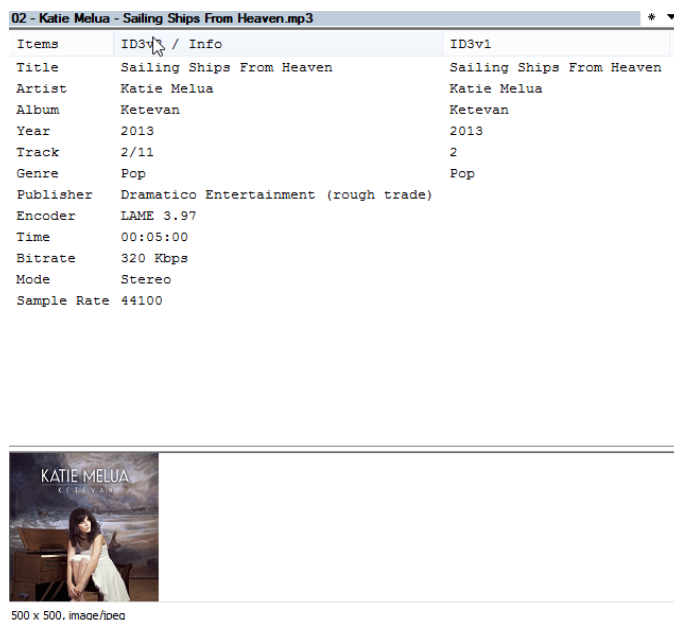 02 - Katie Melua - Sailing Ships From Heaven.mp3 *
Items ID3v2 / Info ID3v1
Title Sailing Ships From Heaven Sailing Ships From Heaven
Artist Katie Melua Katie Melua
Album Ketevan Ketevan
Year 2013 2013
Track 2/11 2
Genre Pop Pop
Publisher Dramatico Entertainment (rough trade)
Encoder LAME 3.97
Time 00:05:00
Bitrate 320 Kbps
Mode Stereo
Sample Rate 44100
KATIE MELUA
KETEVAN
500 x 500, image/jpeg